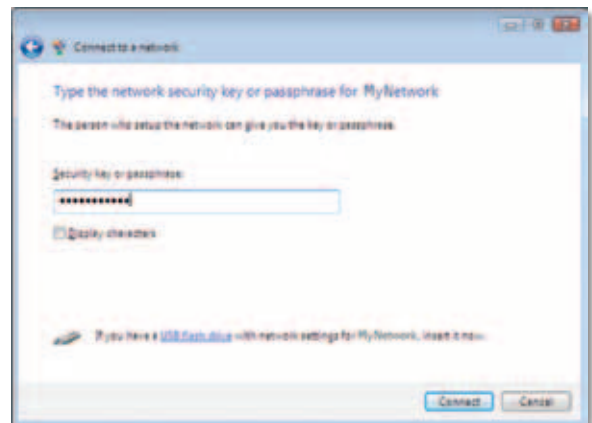 Connect to a network
Type the network security key or passphrase for MyNetwork
The person who setup the network can give you the key or passphrase.
Security key or passphrase:
•••••••••••
Display characters
If you have a USB flash drive with network settings for MyNetwork, insert it now.
Connect Cancel